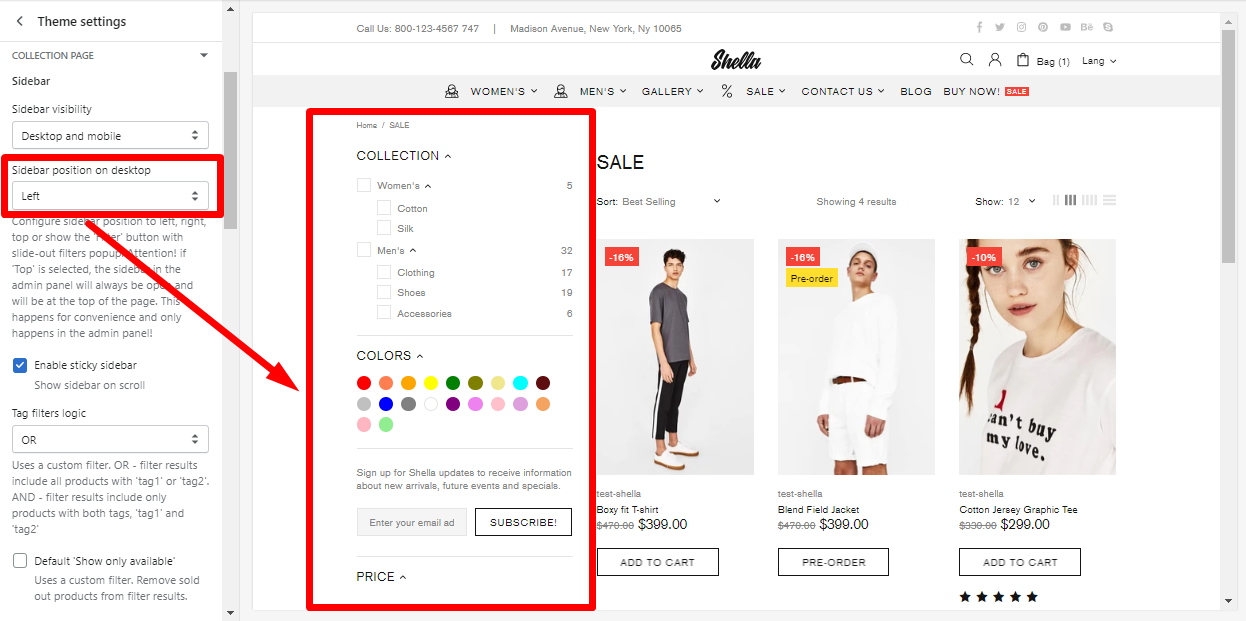 Theme settings
COLLECTION PAGE
Sidebar
Sidebar visibility
Desktop and mobile
Sidebar position on desktop
Left
Configure sidebar position to left, right,
top or show the 'Filter' button with
slide-out filters popup. Attention! if
'Top' is selected, the sidebar in the
admin panel will always be open and
will be at the top of the page. This
happens for convenience and only
happens in the admin panel!
Enable sticky sidebar
Show sidebar on scroll
Tag filters logic
OR
Uses a custom filter. OR - filter results
include all products with 'tag1' or 'tag2'.
AND - filter results include only
products with both tags, 'tag1' and
'tag2'
Default 'Show only available'
Uses a custom filter. Remove sold
out products from filter results.
Call Us: 800-123-4567 747 | Madison Avenue, New York, Ny 10065
Bē
Shella
Bag (1) Lang
WOMEN'S MEN'S GALLERY % SALE CONTACT US BLOG BUY NOW! SALE
Home / SALE
COLLECTION
Women's 5
Cotton
Silk
Men's 32
Clothing 17
Shoes 19
Accessories 6
COLORS
Sign up for Shella updates to receive information
about new arrivals, future events and specials.
Enter your email ad SUBSCRIBE!
PRICE
SALE
Sort: Best Selling Showing 4 results Show: 12
-16% -16% -10%
Pre-order
i can't buy
my love.
test-shella test-shella test-shella
Boxy fit T-shirt Blend Field Jacket Cotton Jersey Graphic Tee
$470.00 $399.00 $470.00 $399.00 $330.00 $299.00
ADD TO CART PRE-ORDER ADD TO CART